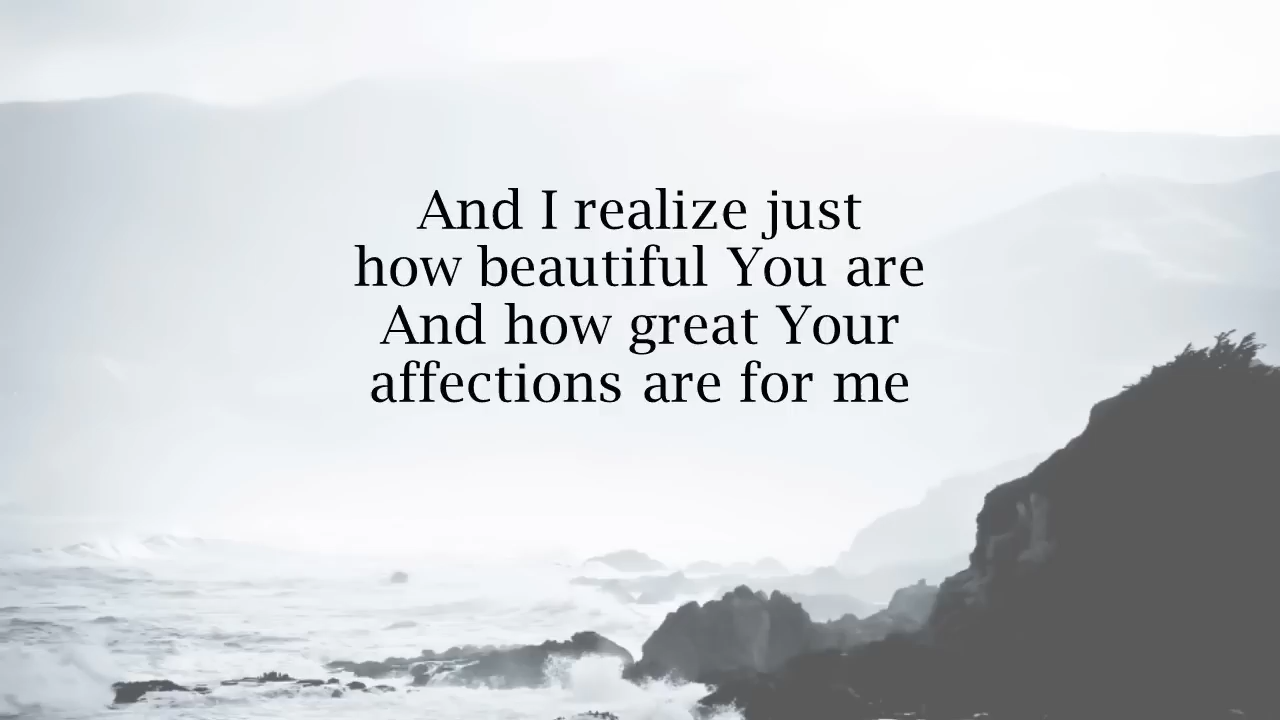 And I realize just
how beautiful You are
And how great Your
affections are for me